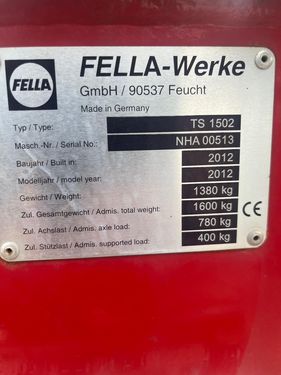 FELLA
FELLA-Werke
GmbH / 90537 Feucht
Made in Germany
Typ / Type: TS 1502
Masch.-Nr. / Serial No.: NHA 00513
Baujahr / Built in: 2012
Modelljahr / model year: 2012
Gewicht / Weight: 1380 kg
Zul. Gesamtgewicht / Admis. total weight: 1600 kg
Zul. Achslast / Admis. axle load: 780 kg
Zul. Stützlast / Admis. supported load: 400 kg
CE